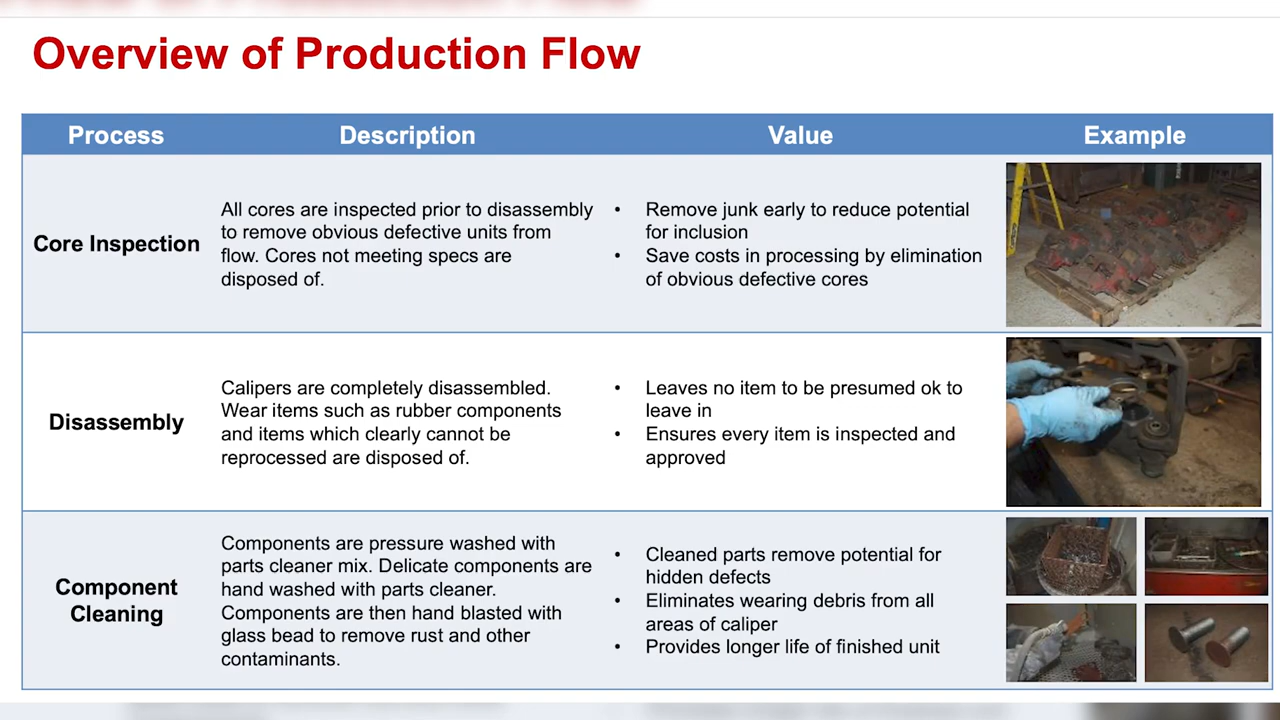 Overview of Production Flow
Process
Description
Value
Example
Core Inspection
All cores are inspected prior to disassembly
to remove obvious defective units from
flow. Cores not meeting specs are
disposed of.
• Remove junk early to reduce potential
for inclusion
• Save costs in processing by elimination
of obvious defective cores
Disassembly
Calipers are completely disassembled.
Wear items such as rubber components
and items which clearly cannot be
reprocessed are disposed of.
• Leaves no item to be presumed ok to
leave in
• Ensures every item is inspected and
approved
Component
Cleaning
Components are pressure washed with
parts cleaner mix. Delicate components are
hand washed with parts cleaner.
Components are then hand blasted with
glass bead to remove rust and other
contaminants.
• Cleaned parts remove potential for
hidden defects
• Eliminates wearing debris from all
areas of caliper
• Provides longer life of finished unit